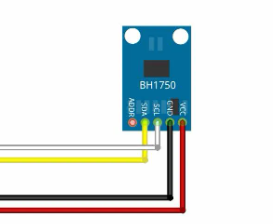 BH1750
ADDR
SDA
SCL
GND
VCC